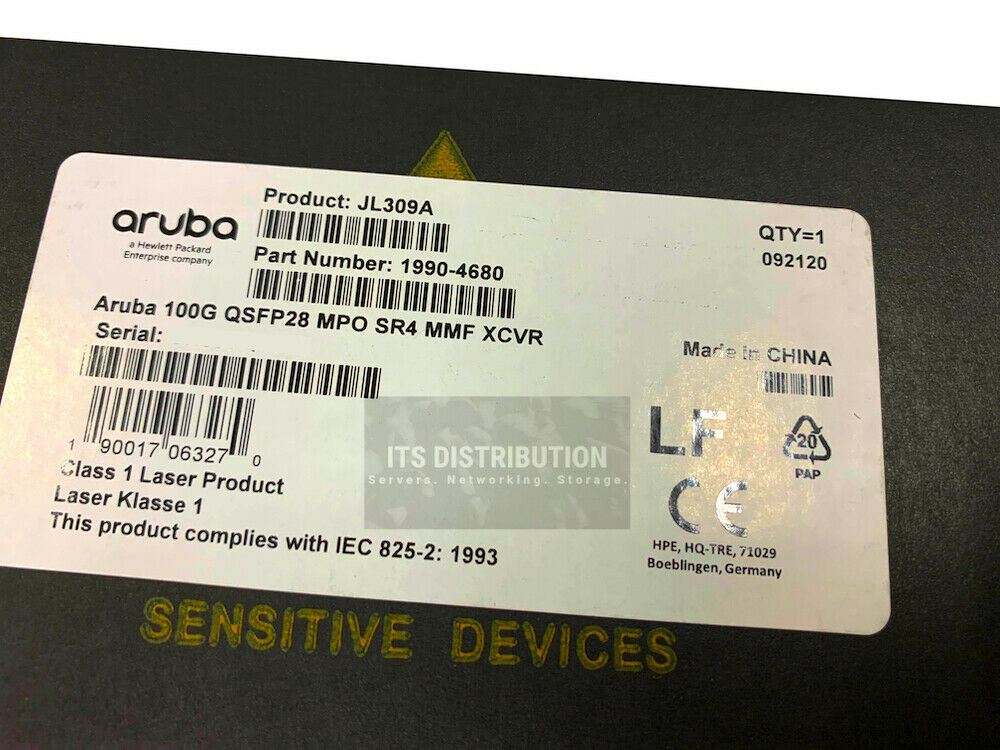 aruba
a Hewlett Packard
Enterprise company
Product: JL309A
Part Number: 1990-4680
Aruba 100G QSFP28 MPO SR4 MMF XCVR
Serial:
1 90017 06327 0
Class 1 Laser Product
Laser Klasse 1
This product complies with IEC 825-2: 1993
QTY=1
092120
Made in CHINA
LF
20
PAP
CE
HPE, HQ-TRE, 71029
Boeblingen, Germany
ITS DISTRIBUTION
Servers. Networking. Storage.
SENSITIVE DEVICES